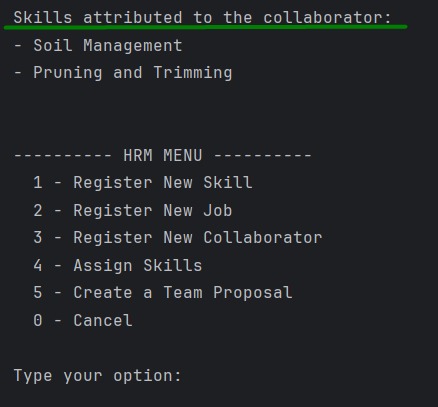 Skills attributed to the collaborator:
- Soil Management
- Pruning and Trimming
---------- HRM MENU ----------
1 - Register New Skill
2 - Register New Job
3 - Register New Collaborator
4 - Assign Skills
5 - Create a Team Proposal
0 - Cancel
Type your option: